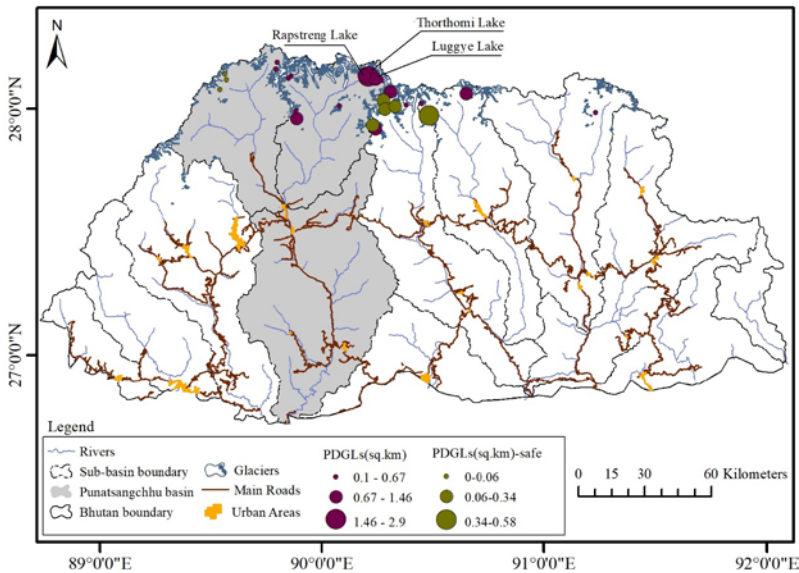 N
Thorthomi Lake
Rapstreng Lake
Luggye Lake
28°0'0"N
27°0'0"N
Legend
Rivers
Sub-basin boundary
Punatsangchhu basin
Bhutan boundary
Glaciers
Main Roads
Urban Areas
PDGLs(sq.km)
0.1 - 0.67
0.67 - 1.46
1.46 - 2.9
PDGLs(sq.km)-safe
0-0.06
0.06-0.34
0.34-0.58
0 15 30 60 Kilometers
89°0'0"E 90°0'0"E 91°0'0"E 92°0'0"E